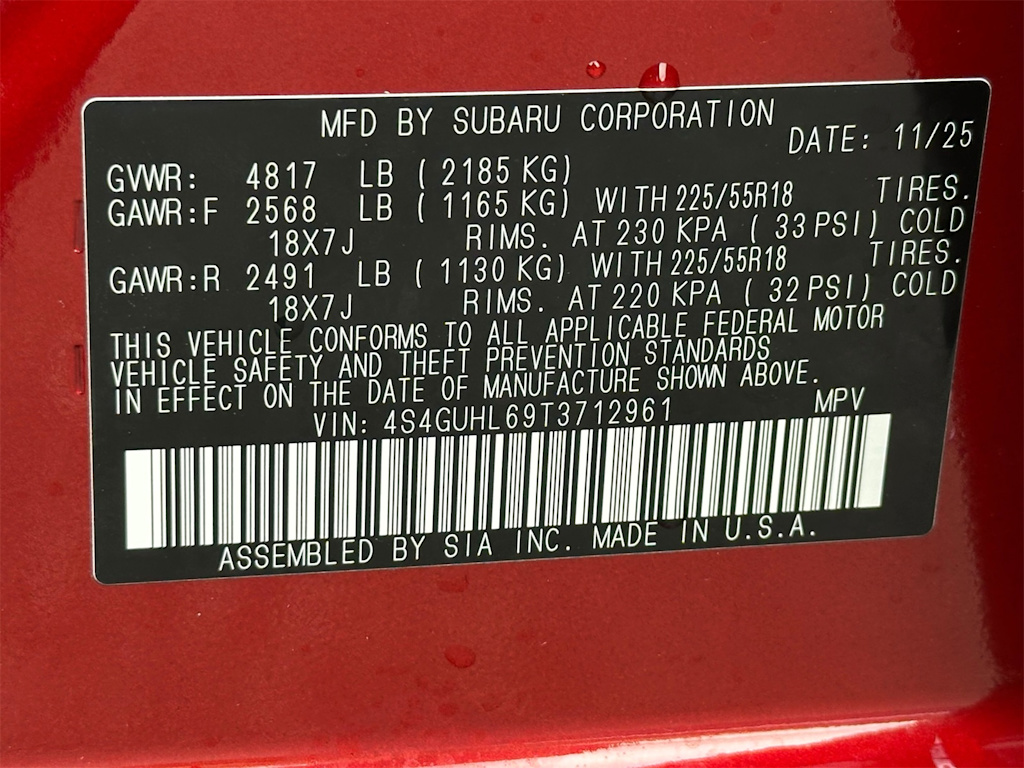 MFD BY SUBARU CORPORATION
DATE: 11/25
GVWR: 4817 LB (2185 KG)
GAWR:F 2568 LB (1165 KG) WITH 225/55R18 TIRES.
18X7J RIMS. AT 230 KPA (33 PSI) COLD
GAWR:R 2491 LB (1130 KG) WITH 225/55R18 TIRES.
18X7J RIMS. AT 220 KPA (32 PSI) COLD
THIS VEHICLE CONFORMS TO ALL APPLICABLE FEDERAL MOTOR
VEHICLE SAFETY AND THEFT PREVENTION STANDARDS
IN EFFECT ON THE DATE OF MANUFACTURE SHOWN ABOVE.
VIN: 4S4GUHL69T3712961 MPV
ASSEMBLED BY SIA INC. MADE IN U.S.A.